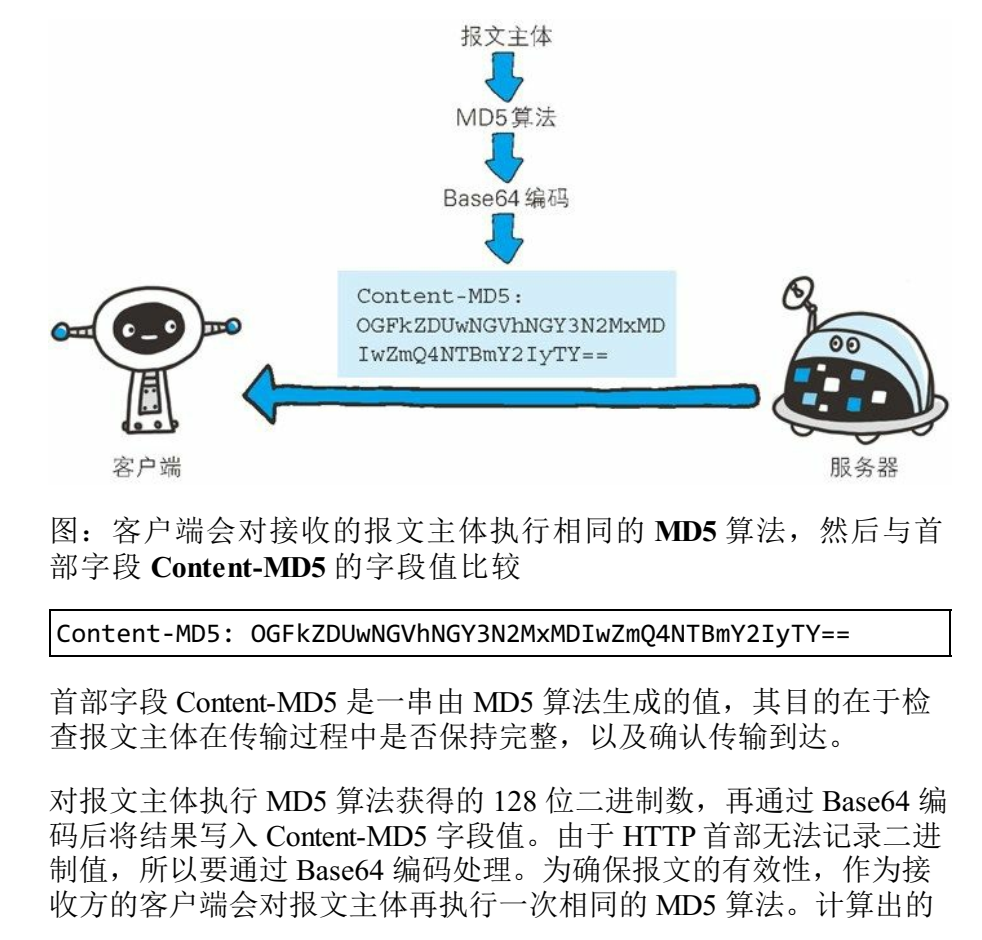 报文主体
MD5算法
Base64 编码
Content-MD5:
OGFkZDUwNGVhNGY3N2MxMD
IwZmQ4NTBmY2IyTY==
客户端
服务器
图：客户端会对接收的报文主体执行相同的 MD5 算法，然后与首
部字段 Content-MD5 的字段值比较
Content-MD5: OGFkZDUwNGVhNGY3N2MxMDIwZmQ4NTBmY2IyTY==
首部字段 Content-MD5 是一串由 MD5 算法生成的值，其目的在于检
查报文主体在传输过程中是否保持完整，以及确认传输到达。
对报文主体执行 MD5 算法获得的 128 位二进制数，再通过 Base64 编
码后将结果写入 Content-MD5 字段值。由于 HTTP 首部无法记录二进
制值，所以要通过 Base64 编码处理。为确保报文的有效性，作为接
收方的客户端会对报文主体再执行一次相同的 MD5 算法。计算出的